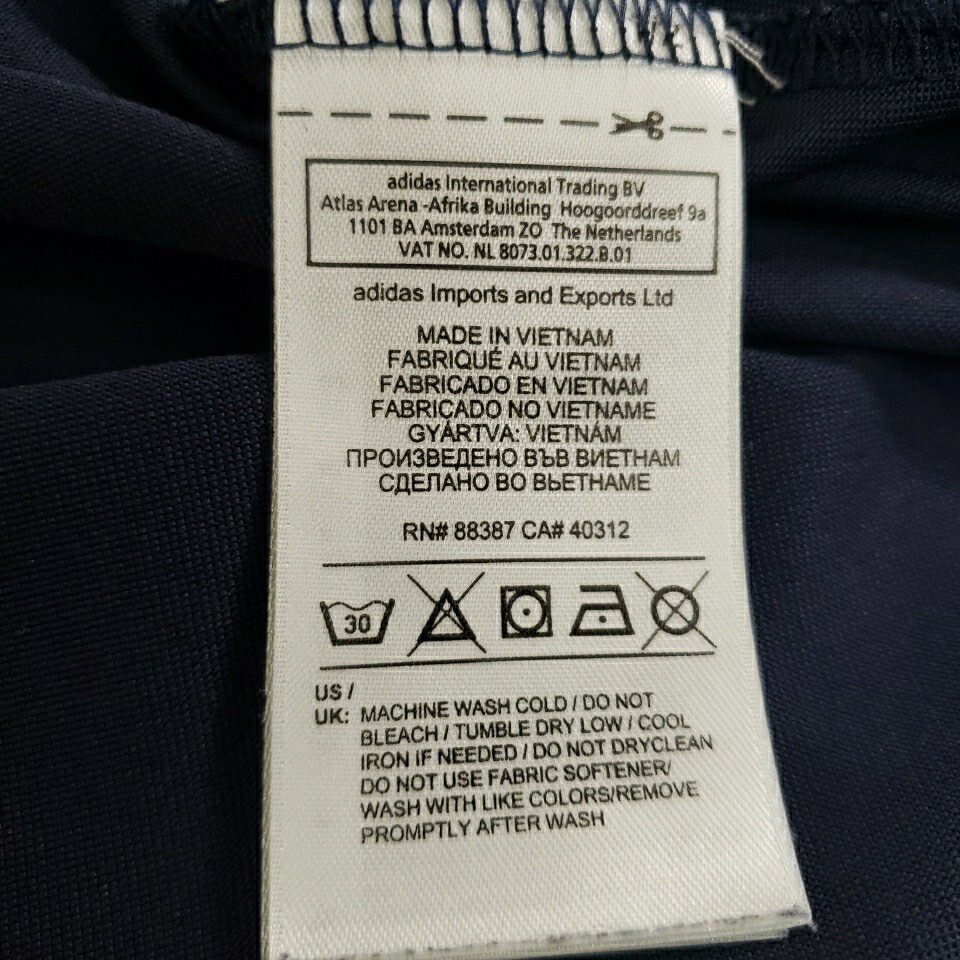 adidas International Trading BV
Atlas Arena -Afrika Building Hoogoorddreef 9a
1101 BA Amsterdam ZO The Netherlands
VAT NO. NL 8073.01.322.B.01
adidas Imports and Exports Ltd
MADE IN VIETNAM
FABRIQUÉ AU VIETNAM
FABRICADO EN VIETNAM
FABRICADO NO VIETNAME
GYÁRTVA: VIETNÁM
ПРОИЗВЕДЕНО ВЪВ ВИЕТНАМ
СДЕЛАНО ВО ВЬЕТНАМЕ
RN# 88387 CA# 40312
30
US /
UK: MACHINE WASH COLD / DO NOT
BLEACH / TUMBLE DRY LOW / COOL
IRON IF NEEDED / DO NOT DRYCLEAN
DO NOT USE FABRIC SOFTENER/
WASH WITH LIKE COLORS/REMOVE
PROMPTLY AFTER WASH